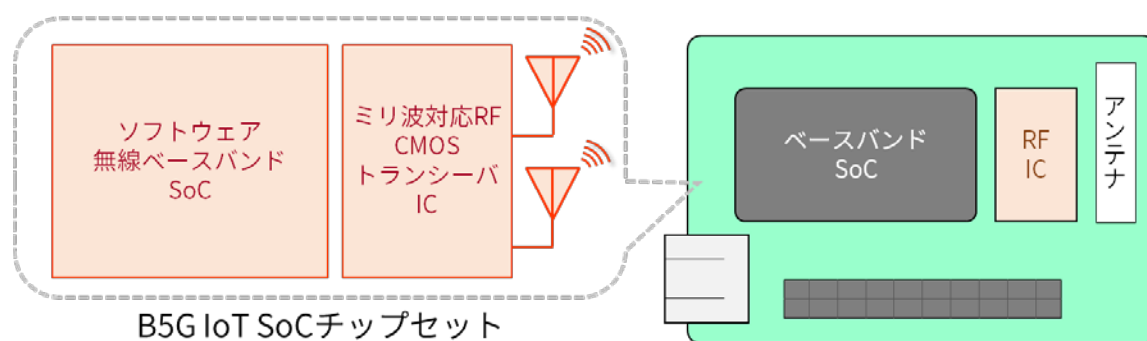 ソフトウェア
無線ベースバンド
SoC
ミリ波対応RF
CMOS
トランシーバ
IC
B5G IoT SoCチップセット
ベースバンド
SoC
RF
IC
アンテナ